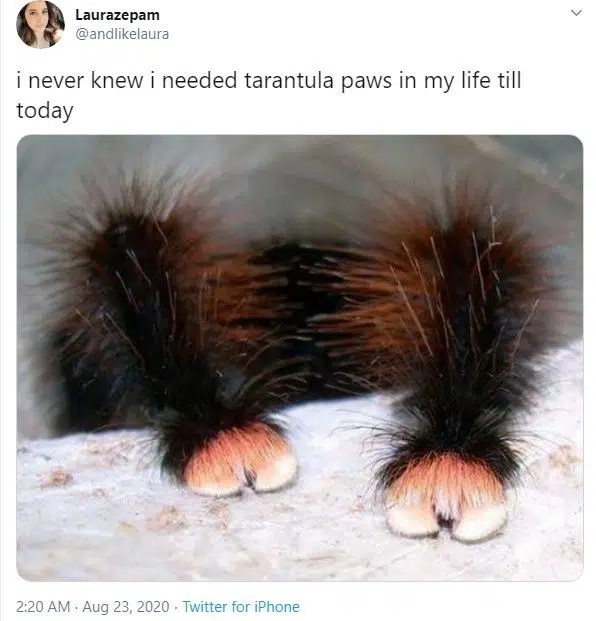 Laurazepam
@andlikelaura
i never knew i needed tarantula paws in my life till
today
2:20 AM · Aug 23, 2020 · Twitter for iPhone